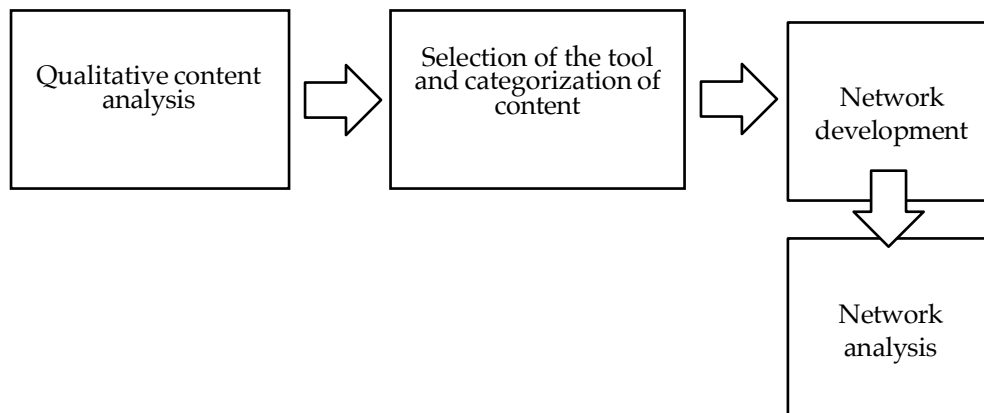 Qualitative content
analysis
Selection of the tool
and categorization of
content
Network
development
Network
analysis